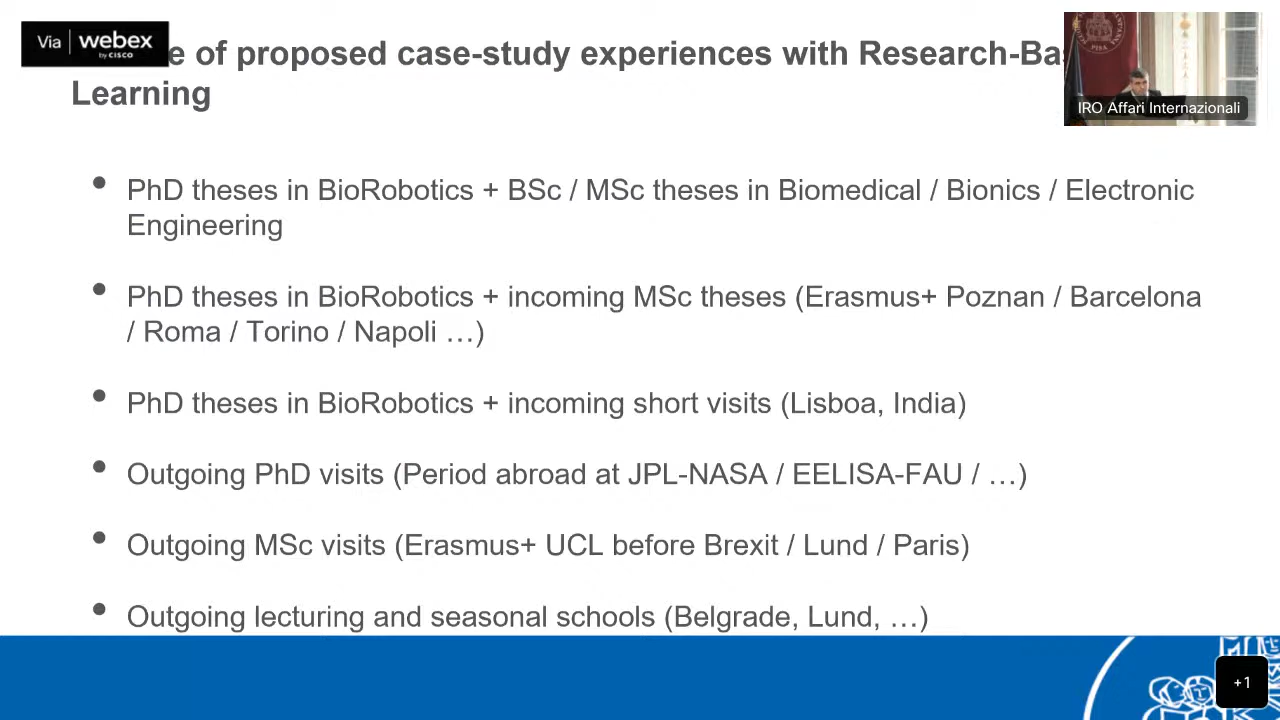 Via webex
by CISCO
e of proposed case-study experiences with Research-Ba
Learning
PISA
IRO Affari Internazionali
• PhD theses in BioRobotics + BSc / MSc theses in Biomedical / Bionics / Electronic
Engineering
• PhD theses in BioRobotics + incoming MSc theses (Erasmus+ Poznan / Barcelona
/ Roma / Torino / Napoli …)
• PhD theses in BioRobotics + incoming short visits (Lisboa, India)
• Outgoing PhD visits (Period abroad at JPL-NASA / EELISA-FAU / …)
• Outgoing MSc visits (Erasmus+ UCL before Brexit / Lund / Paris)
• Outgoing lecturing and seasonal schools (Belgrade, Lund, …)
+1